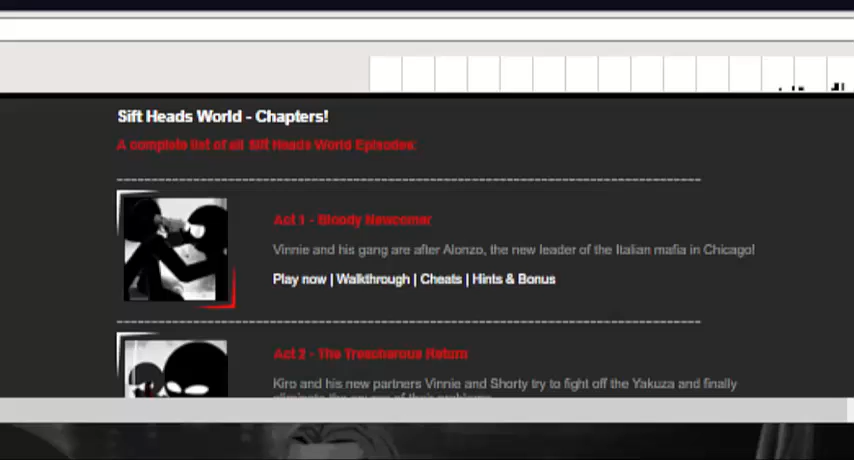 Sift Heads World - Chapters!
A complete list of all Sift Heads World Episodes:
Act 1 - Bloody Newcomer
Vinnie and his gang are after Alonzo, the new leader of the Italian mafia in Chicago!
Play now | Walkthrough | Cheats | Hints & Bonus
Act 2 - The Treacherous Return
Kiro and his new partners Vinnie and Shorty try to fight off the Yakuza and finally